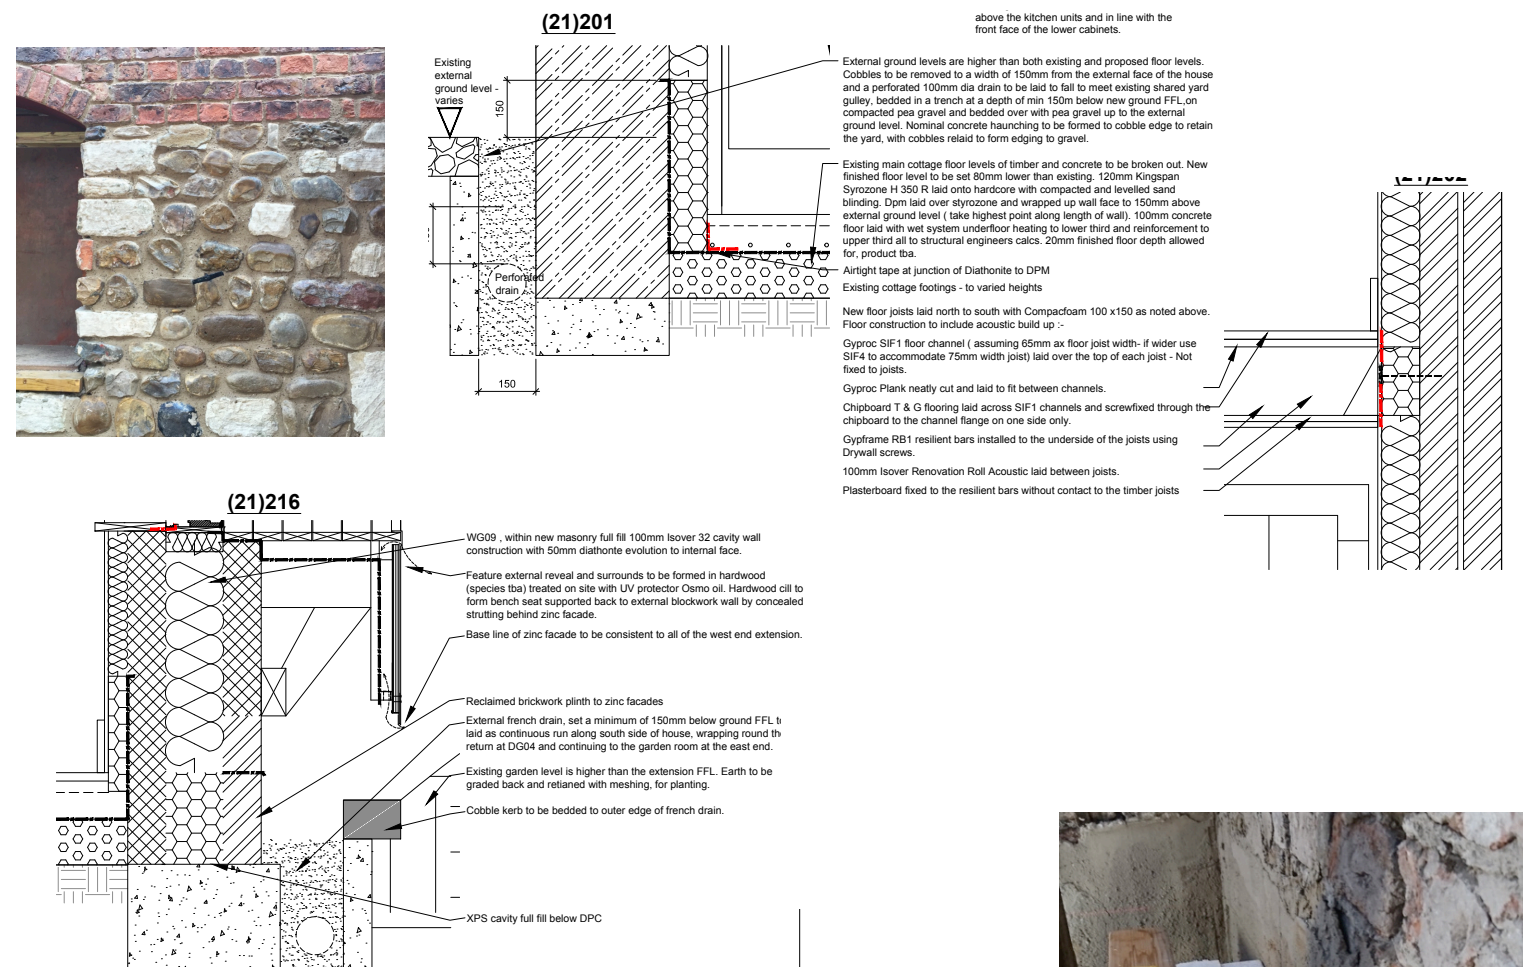 above the kitchen units and in line with the
front face of the lower cabinets.
(21)201
Existing
external
ground level -
varies
150
Perforated
drain
150
External ground levels are higher than both existing and proposed floor levels.
Cobbles to be removed to a width of 150mm from the external face of the house
and a perforated 100mm dia drain to be laid to fall to meet existing shared yard
gulley, bedded in a trench at a depth of min 150m below new ground FFL,on
compacted pea gravel and bedded over with pea gravel up to the external
ground level. Nominal concrete haunching to be formed to cobble edge to retain
the yard, with cobbles relaid to form edging to gravel.
Existing main cottage floor levels of timber and concrete to be broken out. New
finished floor level to be set 80mm lower than existing. 120mm Kingspan
Syrozone H 350 R laid onto hardcore with compacted and levelled sand
blinding. Dpm laid over styrozone and wrapped up wall face to 150mm above
external ground level ( take highest point along length of wall). 100mm concrete
floor laid with wet system underfloor heating to lower third and reinforcement to
upper third all to structural engineers calcs. 20mm finished floor depth allowed
for, product tba.
Airtight tape at junction of Diathonite to DPM
Existing cottage footings - to varied heights
(21)202
New floor joists laid north to south with Compacfoam 100 x150 as noted above.
Floor construction to include acoustic build up :-
Gyproc SIF1 floor channel ( assuming 65mm ax floor joist width- if wider use
SIF4 to accommodate 75mm width joist) laid over the top of each joist - Not
fixed to joists.
Gyproc Plank neatly cut and laid to fit between channels.
Chipboard T & G flooring laid across SIF1 channels and screwfixed through the
chipboard to the channel flange on one side only.
Gypframe RB1 resilient bars installed to the underside of the joists using
Drywall screws.
100mm Isover Renovation Roll Acoustic laid between joists.
Plasterboard fixed to the resilient bars without contact to the timber joists
(21)216
WG09 , within new masonry full fill 100mm Isover 32 cavity wall
construction with 50mm diathonte evolution to internal face.
Feature external reveal and surrounds to be formed in hardwood
(species tba) treated on site with UV protector Osmo oil. Hardwood cill to
form bench seat supported back to external blockwork wall by concealed
strutting behind zinc facade.
Base line of zinc facade to be consistent to all of the west end extension.
Reclaimed brickwork plinth to zinc facades
External french drain, set a minimum of 150mm below ground FFL
laid as continuous run along south side of house, wrapping round
return at DG04 and continuing to the garden room at the east end.
Existing garden level is higher than the extension FFL. Earth to be
graded back and retianed with meshing, for planting.
Cobble kerb to be bedded to outer edge of french drain.
XPS cavity full fill below DPC